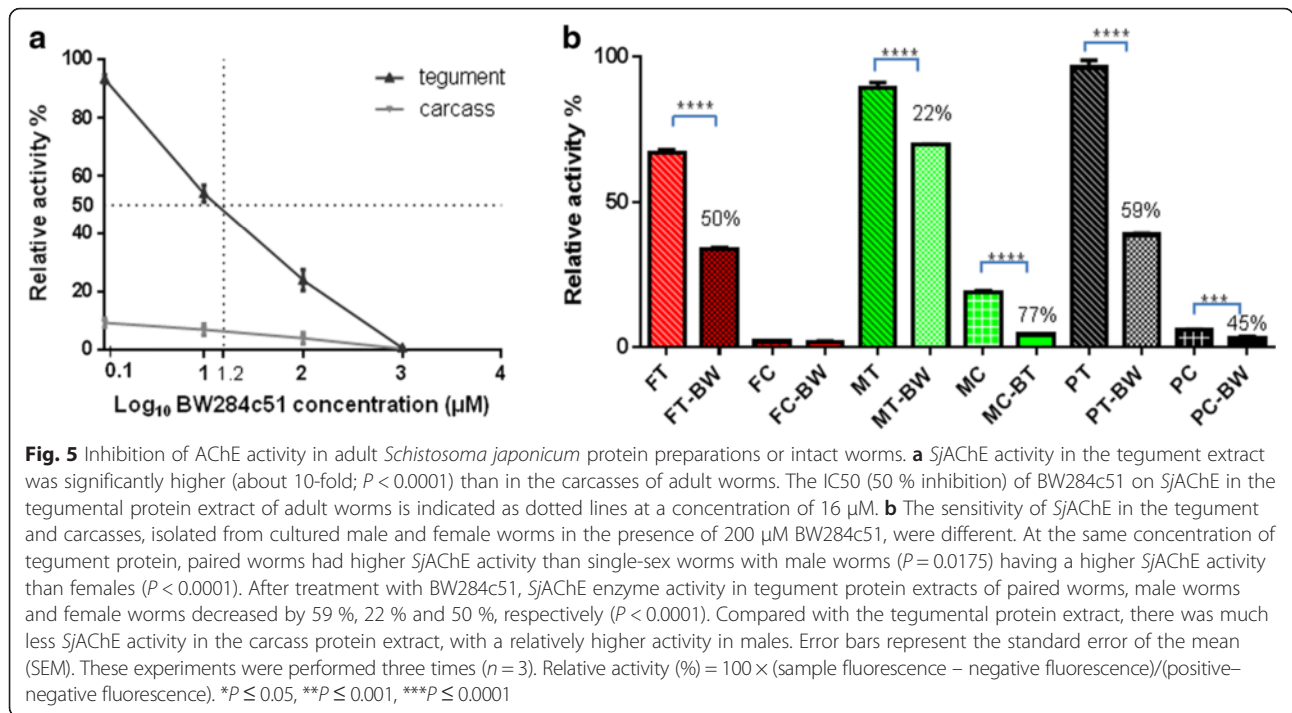 a
100
80
60
50
40
20
0
Relative activity %
tegument
carcass
0.1 1 1.2 2 3 4
Log₁₀ BW284c51 concentration (µM)
b
100
50
0
Relative activity %
****
50%
****
22%
****
77%
****
59%
***
45%
FT FT-BW FC FC-BW MT MT-BW MC MC-BT PT PT-BW PC PC-BW
Fig. 5 Inhibition of AChE activity in adult Schistosoma japonicum protein preparations or intact worms. a SjAChE activity in the tegument extract
was significantly higher (about 10-fold; P < 0.0001) than in the carcasses of adult worms. The IC50 (50 % inhibition) of BW284c51 on SjAChE in the
tegumental protein extract of adult worms is indicated as dotted lines at a concentration of 16 µM. b The sensitivity of SjAChE in the tegument
and carcasses, isolated from cultured male and female worms in the presence of 200 µM BW284c51, were different. At the same concentration of
tegument protein, paired worms had higher SjAChE activity than single-sex worms with male worms (P = 0.0175) having a higher SjAChE activity
than females (P < 0.0001). After treatment with BW284c51, SjAChE enzyme activity in tegument protein extracts of paired worms, male worms
and female worms decreased by 59 %, 22 % and 50 %, respectively (P < 0.0001). Compared with the tegumental protein extract, there was much
less SjAChE activity in the carcass protein extract, with a relatively higher activity in males. Error bars represent the standard error of the mean
(SEM). These experiments were performed three times (n = 3). Relative activity (%) = 100 × (sample fluorescence – negative fluorescence)/(positive–
negative fluorescence). *P ≤ 0.05, **P ≤ 0.001, ***P ≤ 0.0001